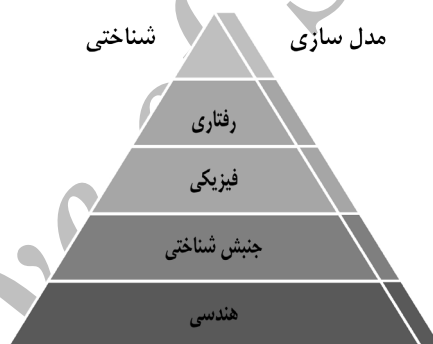 مدل سازی شناختی
رفتاری
فیزیکی
جنبش شناختی
هندسی